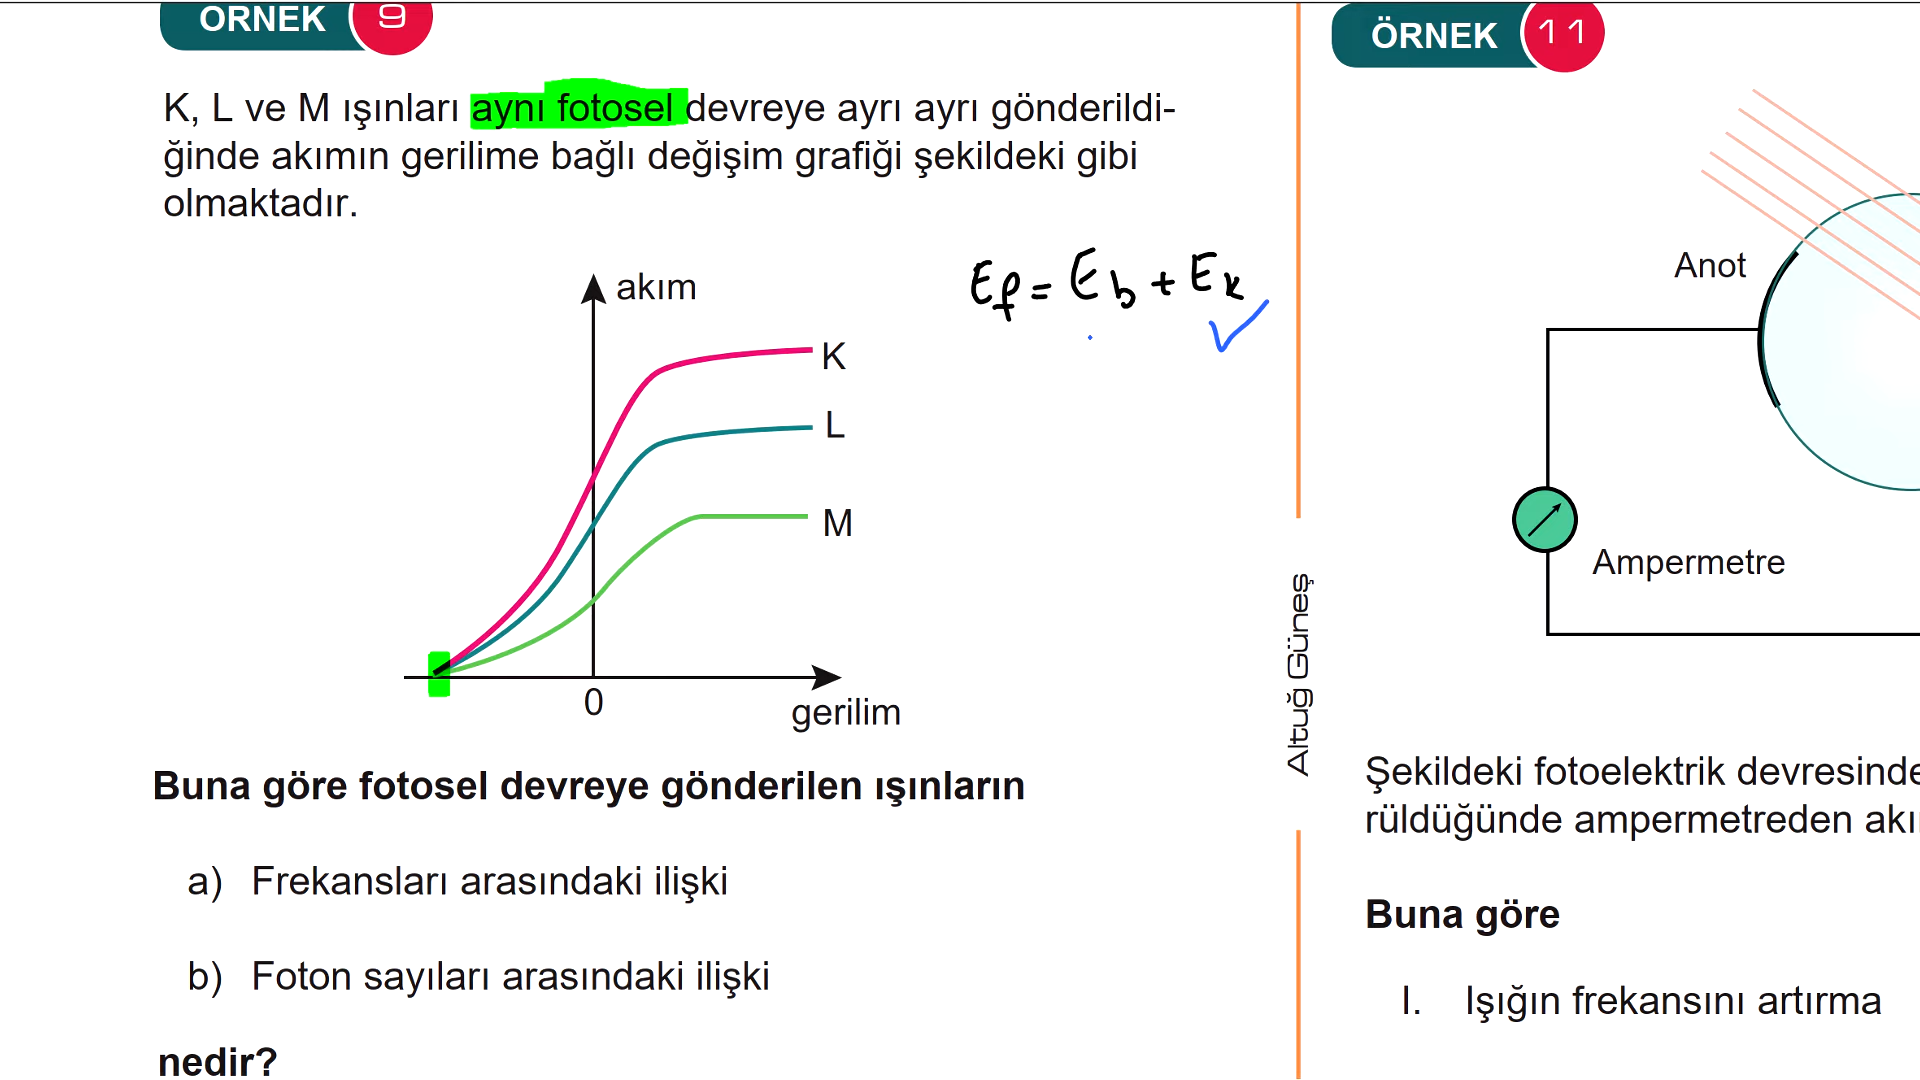 ÖRNEK 9
K, L ve M ışınları aynı fotosel devreye ayrı ayrı gönderildi-
ğinde akımın gerilime bağlı değişim grafiği şekildeki gibi
olmaktadır.
Ef = Eb + Ek
akım
K
L
M
0
gerilim
Buna göre fotosel devreye gönderilen ışınların
a) Frekansları arasındaki ilişki
b) Foton sayıları arasındaki ilişki
nedir?
Altuğ Güneş
ÖRNEK 11
Anot
Ampermetre
Şekildeki fotoelektrik devresinde
rüldüğünde ampermetreden
Buna göre
I. Işığın frekansını artırma